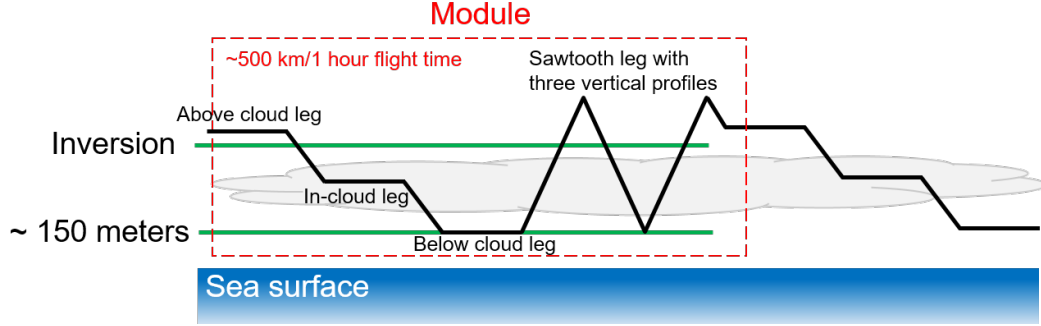 Module
~500 km/1 hour flight time
Sawtooth leg with
three vertical profiles
Above cloud leg
Inversion
In-cloud leg
~ 150 meters
Below cloud leg
Sea surface